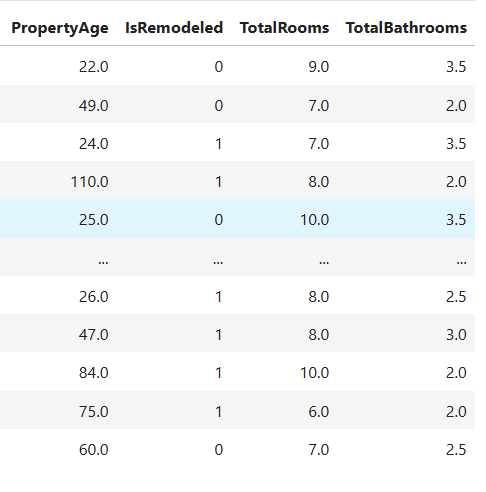 PropertyAge IsRemodeled TotalRooms TotalBathrooms
22.0 0 9.0 3.5
49.0 0 7.0 2.0
24.0 1 7.0 3.5
110.0 1 8.0 2.0
25.0 0 10.0 3.5
... ... ... ...
26.0 1 8.0 2.5
47.0 1 8.0 3.0
84.0 1 10.0 2.0
75.0 1 6.0 2.0
60.0 0 7.0 2.5